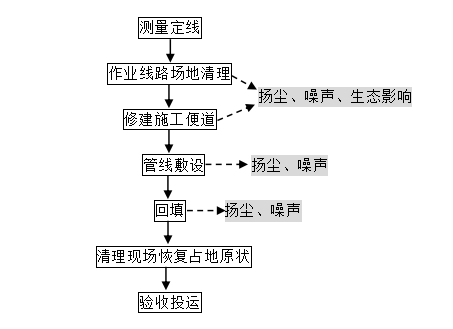 测量定线
作业线路场地清理
扬尘、噪声、生态影响
修建施工便道
管线敷设
扬尘、噪声
回填
扬尘、噪声
清理现场恢复占地原状
验收投运